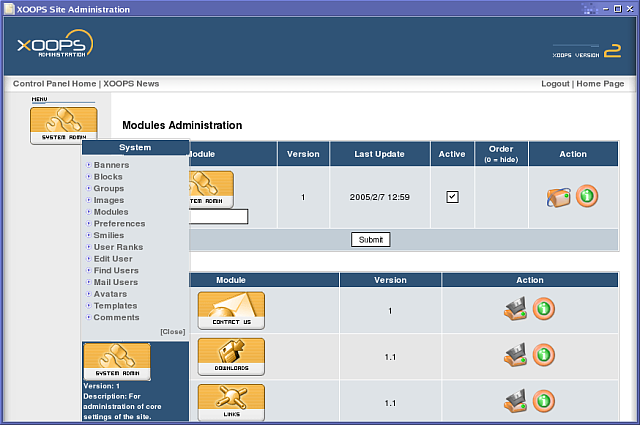 XOOPS Site Administration
XOOPS
ADMINISTRATION
XOOPS VERSION 2
Control Panel Home | XOOPS News
Logout | Home Page
MENU
SYSTEM ADMIN
Modules Administration
System
Banners
Blocks
Groups
Images
Modules
Preferences
Smilies
User Ranks
Edit User
Find Users
Mail Users
Avatars
Templates
Comments
[Close]
SYSTEM ADMIN
Version: 1
Description: For
administration of core
settings of the site.
Module Version Last Update Active Order Action
(0 = hide)
1 2005/2/7 12:59
Submit
Module Version Action
CONTACT US 1
DOWNLOADS 1.1
LINKS 1.1